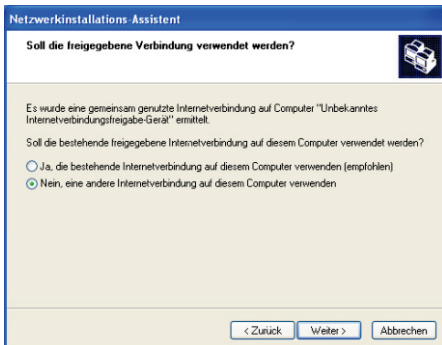 Netzwerkinstallations-Assistent
Soll die freigegebene Verbindung verwendet werden?
Es wurde eine gemeinsam genutzte Internetverbindung auf Computer "Unbekanntes
Internetverbindungsfreigabe-Gerät" ermittelt.
Soll die bestehende freigegebene Internetverbindung auf diesem Computer verwendet werden?
Ja, die bestehende Internetverbindung auf diesem Computer verwenden (empfohlen)
Nein, eine andere Internetverbindung auf diesem Computer verwenden
< Zurück Weiter > Abbrechen